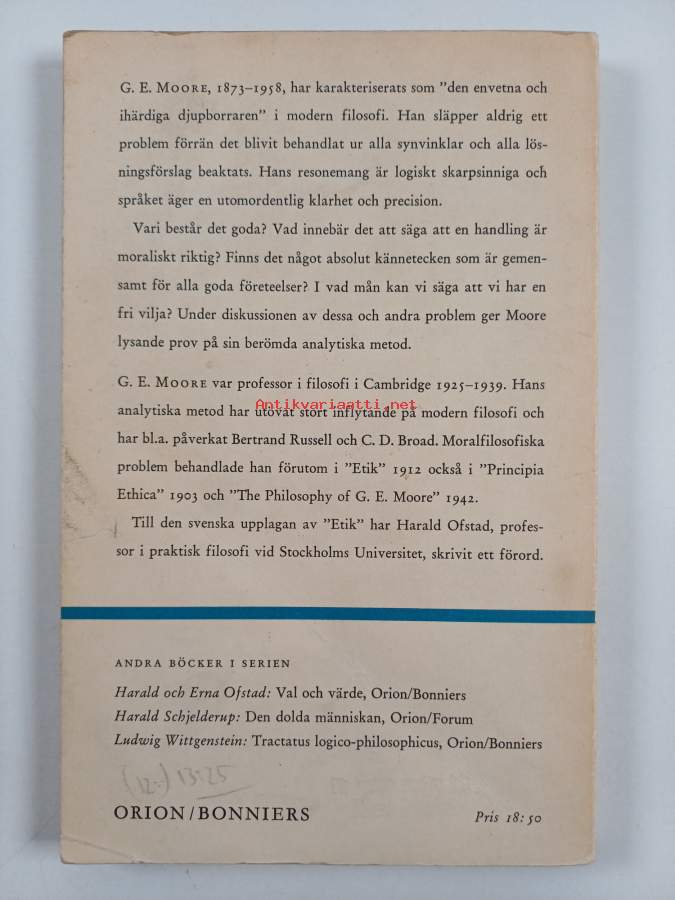 G. E. MOORE, 1873–1958, har karakteriserats som ”den envetna och
ihärdiga djupborraren” i modern filosofi. Han släpper aldrig ett
problem förrän det blivit behandlat ur alla synvinklar och alla lös-
ningsförslag beaktats. Hans resonemang är logiskt skarpsinniga och
språket äger en utomordentlig klarhet och precision.
Vari består det goda? Vad innebär det att säga att en handling är
moraliskt riktig? Finns det något absolut kännetecken som är gemen-
samt för alla goda företeelser? I vad mån kan vi säga att vi har en
fri vilja? Under diskussionen av dessa och andra problem ger Moore
lysande prov på sin berömda analytiska metod.
G. E. MOORE var professor i filosofi i Cambridge 1925–1939. Hans
Antikvariaatti.net
analytiska metod har utövat stort inflytande på modern filosofi och
har bl.a. påverkat Bertrand Russell och C. D. Broad. Moralfilosofiska
problem behandlade han förutom i ”Etik” 1912 också i ”Principia
Ethica” 1903 och ”The Philosophy of G. E. Moore” 1942.
Till den svenska upplagan av ”Etik” har Harald Ofstad, profes-
sor i praktisk filosofi vid Stockholms Universitet, skrivit ett förord.
ANDRA BÖCKER I SERIEN
Harald och Erna Ofstad: Val och värde, Orion/Bonniers
Harald Schjelderup: Den dolda människan, Orion/Forum
Ludwig Wittgenstein: Tractatus logico-philosophicus, Orion/Bonniers
(12:-) 13:25
ORION/BONNIERS Pris 18:50